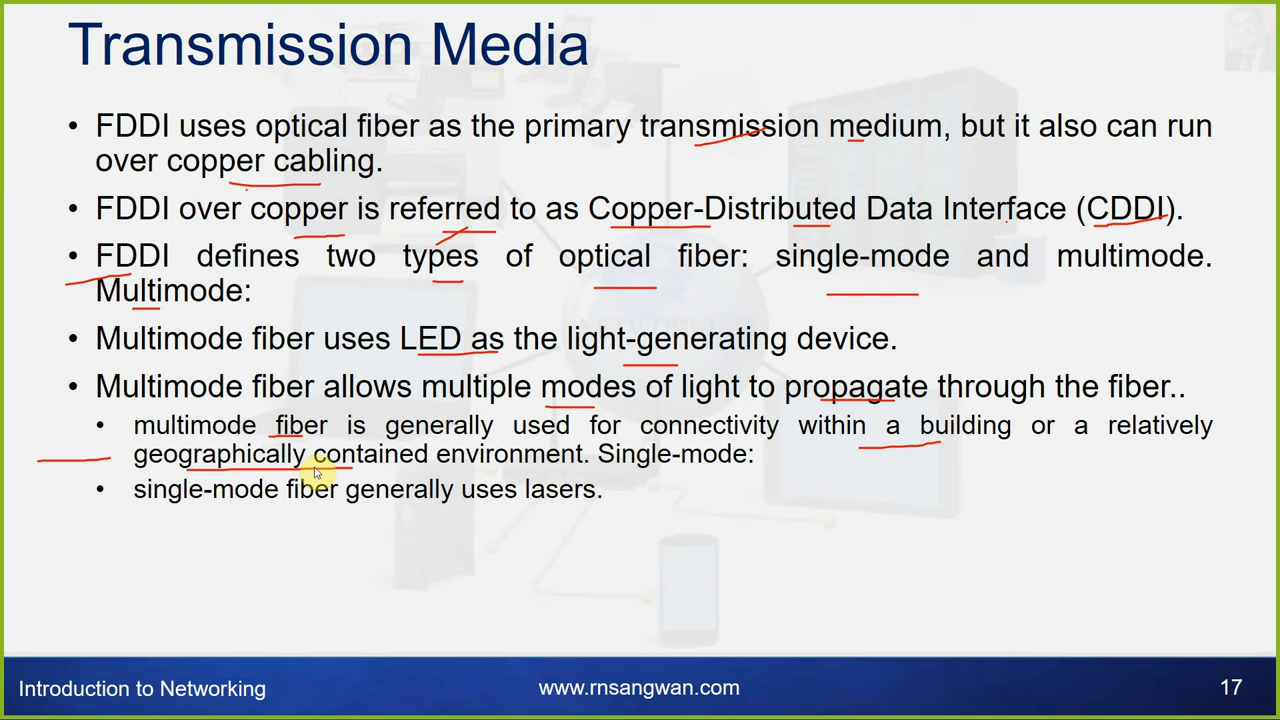 Transmission Media
• FDDI uses optical fiber as the primary transmission medium, but it also can run
over copper cabling.
• FDDI over copper is referred to as Copper-Distributed Data Interface (CDDI).
• FDDI defines two types of optical fiber: single-mode and multimode.
Multimode:
• Multimode fiber uses LED as the light-generating device.
• Multimode fiber allows multiple modes of light to propagate through the fiber..
• multimode fiber is generally used for connectivity within a building or a relatively
geographically contained environment. Single-mode:
• single-mode fiber generally uses lasers.
Introduction to Networking
www.rnsangwan.com
17